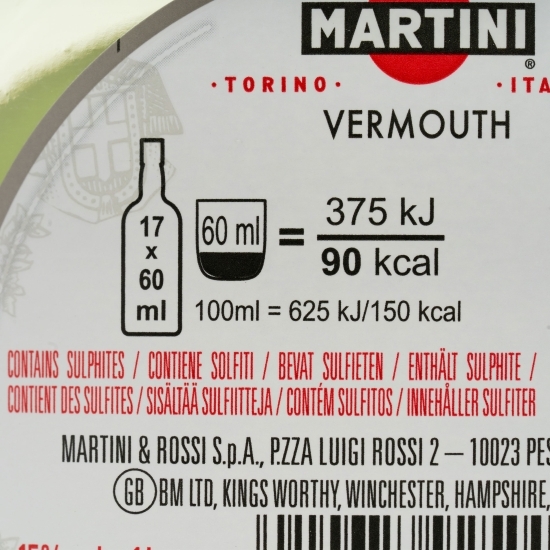 MARTINI
®
· TORINO · · ITA
VERMOUTH
17
x
60
ml
60 ml
=
375 kJ
90 kcal
100ml = 625 kJ/150 kcal
CONTAINS SULPHITES / CONTIENE SOLFITI / BEVAT SULFIETEN / ENTHÄLT SULPHITE /
CONTIENT DES SULFITES / SISÄLTÄÄ SULFIITTEJA / CONTÉM SULFITOS / INNEHÅLLER SULFITER
MARTINI & ROSSI S.p.A., P.ZZA LUIGI ROSSI 2 — 10023 PES
GB BM LTD, KINGS WORTHY, WINCHESTER, HAMPSHIRE,